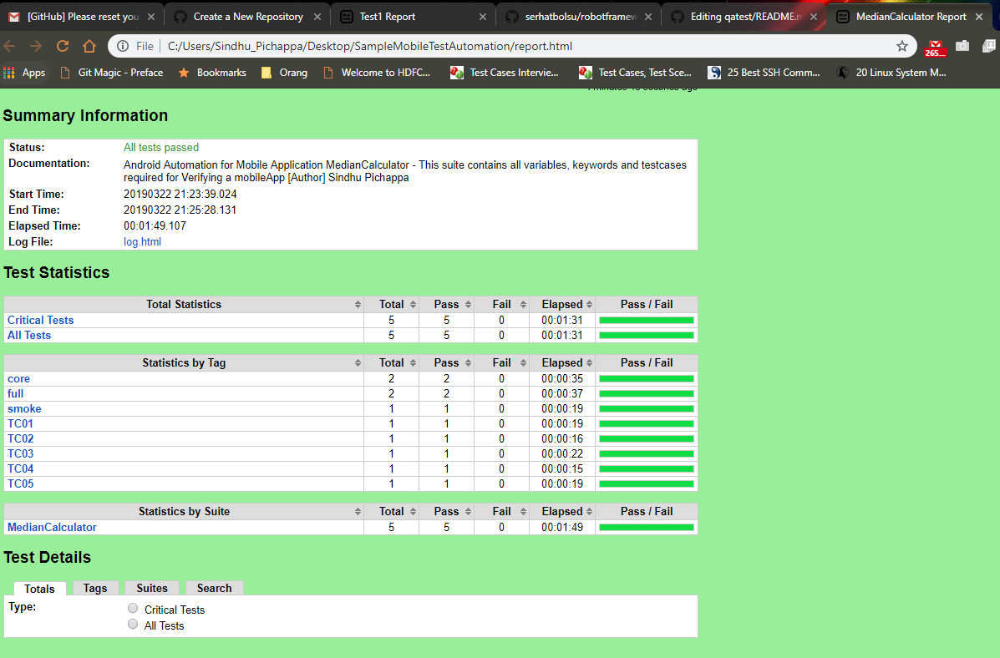 [GitHub] Please reset you
Create a New Repository
Test1 Report
serhatbolsu/robotframew
Editing qatest/README.m
MedianCalculator Report
File
C:/Users/Sindhu_Pichappa/Desktop/SampleMobileTestAutomation/report.html
265...
Apps
Git Magic - Preface
Bookmarks
Orang
Welcome to HDFC...
Test Cases Intervie...
Test Cases, Test Sce...
25 Best SSH Comm...
20 Linux System M...
Summary Information
Status: All tests passed
Documentation: Android Automation for Mobile Application MedianCalculator - This suite contains all variables, keywords and testcases
required for Verifying a mobileApp [Author] Sindhu Pichappa
Start Time: 20190322 21:23:39.024
End Time: 20190322 21:25:28.131
Elapsed Time: 00:01:49.107
Log File: log.html
Test Statistics
Total Statistics Total Pass Fail Elapsed Pass / Fail
Critical Tests 5 5 0 00:01:31
All Tests 5 5 0 00:01:31
Statistics by Tag Total Pass Fail Elapsed Pass / Fail
core 2 2 0 00:00:35
full 2 2 0 00:00:37
smoke 1 1 0 00:00:19
TC01 1 1 0 00:00:19
TC02 1 1 0 00:00:16
TC03 1 1 0 00:00:22
TC04 1 1 0 00:00:15
TC05 1 1 0 00:00:19
Statistics by Suite Total Pass Fail Elapsed Pass / Fail
MedianCalculator 5 5 0 00:01:49
Test Details
Totals Tags Suites Search
Type: Critical Tests
All Tests